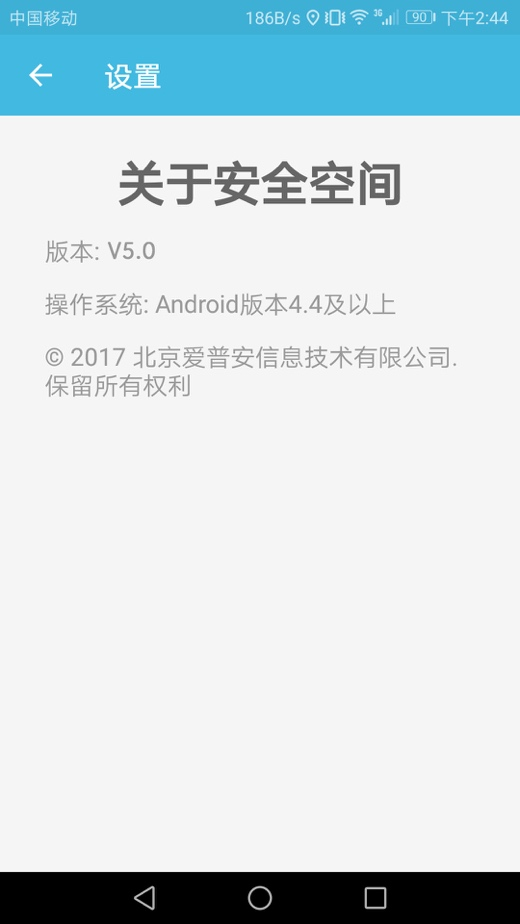 中国移动 186B/s 3G 90 下午2:44
设置
关于安全空间
版本: V5.0
操作系统: Android版本4.4及以上
© 2017 北京爱普安信息技术有限公司.
保留所有权利